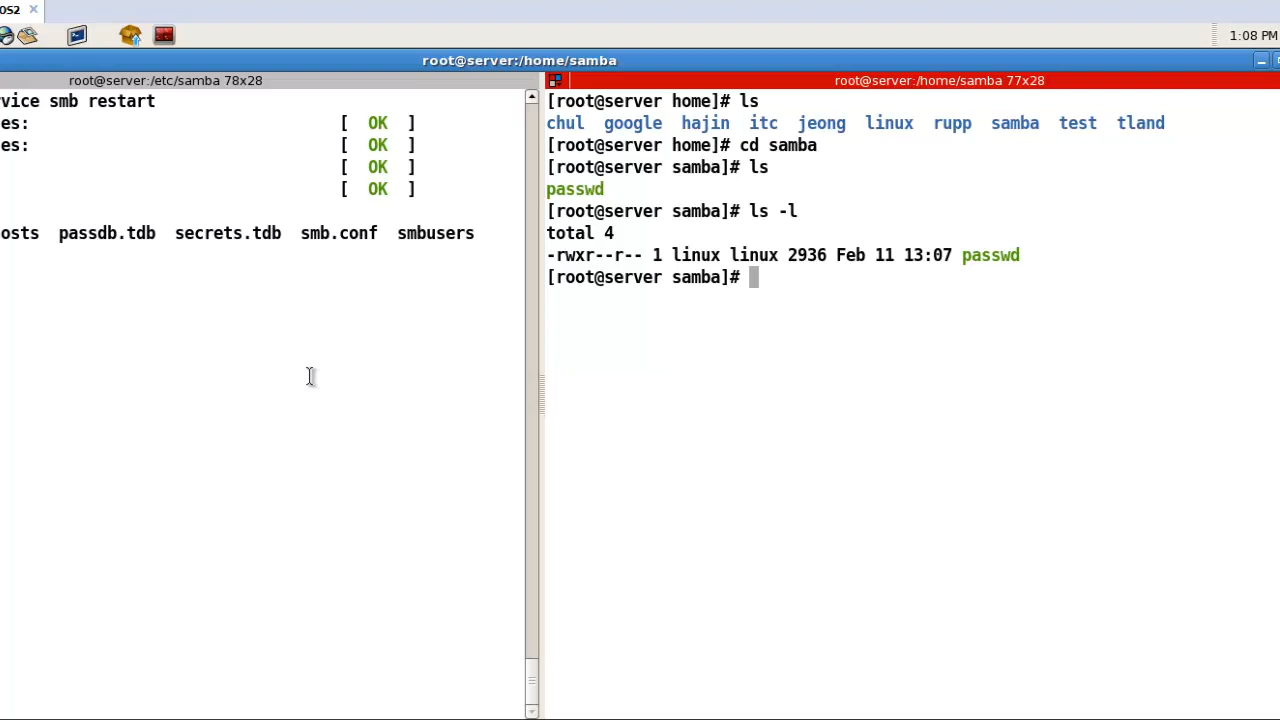 OS2
1:08 PM
root@server:/home/samba
root@server:/etc/samba 78x28
vice smb restart
es: [ OK ]
es: [ OK ]
[ OK ]
[ OK ]
osts passdb.tdb secrets.tdb smb.conf smbusers
root@server:/home/samba 77x28
[root@server home]# ls
chul google hajin itc jeong linux rupp samba test tland
[root@server home]# cd samba
[root@server samba]# ls
passwd
[root@server samba]# ls -l
total 4
-rwxr--r-- 1 linux linux 2936 Feb 11 13:07 passwd
[root@server samba]#